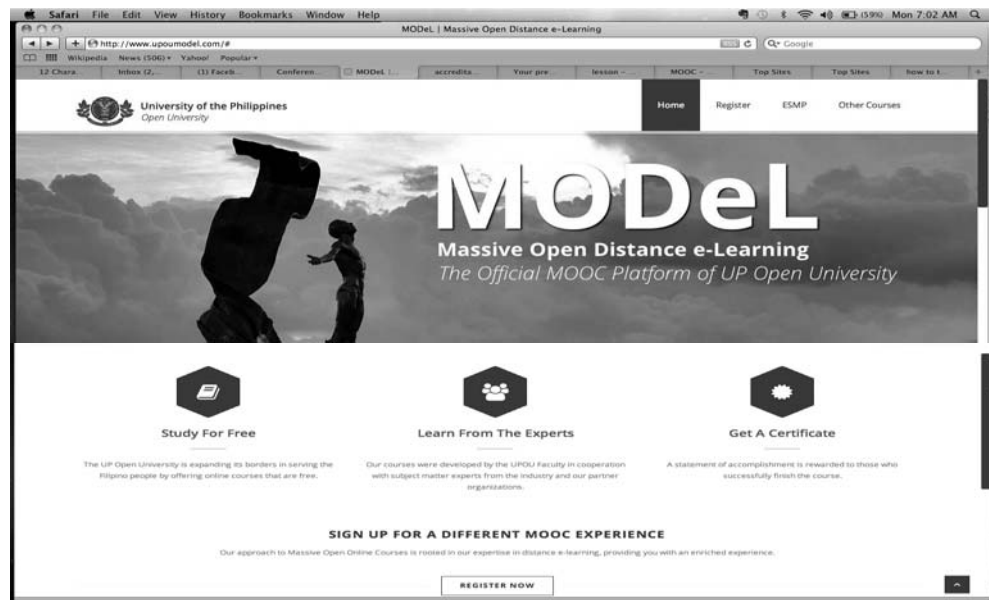 Safari File Edit View History Bookmarks Window Help
(59%) Mon 7:02 AM
MODeL | Massive Open Distance e-Learning
http://www.upoumodel.com/#
Google
Wikipedia News (506) Yahoo! Popular
12 Chara... Inbox (2,... (1) Faceb... Conferen... MODeL |... accredita... Your pre... lesson – ... MOOC – ... Top Sites Top Sites how to t...
University of the Philippines
Open University
Home Register ESMP Other Courses
MODeL
Massive Open Distance e-Learning
The Official MOOC Platform of UP Open University
Study For Free
The UP Open University is expanding its borders in serving the
Filipino people by offering online courses that are free.
Learn From The Experts
Our courses were developed by the UPOU Faculty in cooperation
with subject matter experts from the industry and our partner
organizations.
Get A Certificate
A statement of accomplishment is rewarded to those who
successfully finish the course.
SIGN UP FOR A DIFFERENT MOOC EXPERIENCE
Our approach to Massive Open Online Courses is rooted in our expertise in distance e-learning, providing you with an enriched experience.
REGISTER NOW